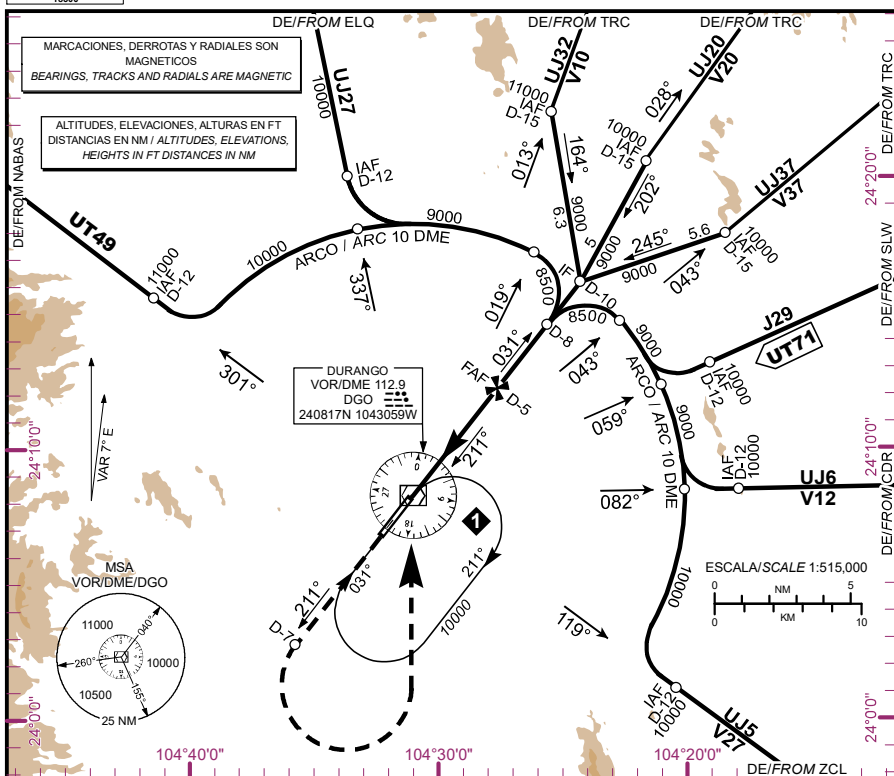 DE/FROM ELQ
DE/FROM TRC
DE/FROM TRC
MARCACIONES, DERROTAS Y RADIALES SON
MAGNETICOS
BEARINGS, TRACKS AND RADIALS ARE MAGNETIC
ALTITUDES, ELEVACIONES, ALTURAS EN FT
DISTANCIAS EN NM / ALTITUDES, ELEVATIONS,
HEIGHTS IN FT DISTANCES IN NM
UJ27
10000
IAF
D-12
UJ32
V10
11000
IAF
D-15
013°
164°
9000
6.3
UJ20
V20
028°
10000
IAF
D-15
202°
5
9000
DE/FROM TRC
UJ37
V37
24°20'0"
10000
IAF
D-15
5.6
245°
9000
043°
DE/FROM NABAS
UT49
11000
IAF
D-12
10000
ARCO / ARC 10 DME
9000
337°
301°
019°
8500
IF
D-10
D-8
8500
031°
043°
DE/FROM SLW
J29
UT71
10000
IAF
D-12
9000
ARCO / ARC 10 DME
9000
059°
FAF
D-5
211°
DURANGO
VOR/DME 112.9
DGO
240817N 1043059W
24°10'0"
24°10'0"
VAR 7° E
0
9
18
27
1
082°
IAF
D-12
10000
UJ6
V12
DE/FROM CDR
10000
211°
031°
211°
10000
D-7
119°
ESCALA/SCALE 1:515,000
0
NM
5
0
KM
10
MSA
VOR/DME/DGO
11000
040°
260°
10000
10500
155°
25 NM
IAF
D-12
10000
UJ5
V27
DE/FROM ZCL
24°0'0"
24°0'0"
104°40'0"
104°30'0"
104°20'0"